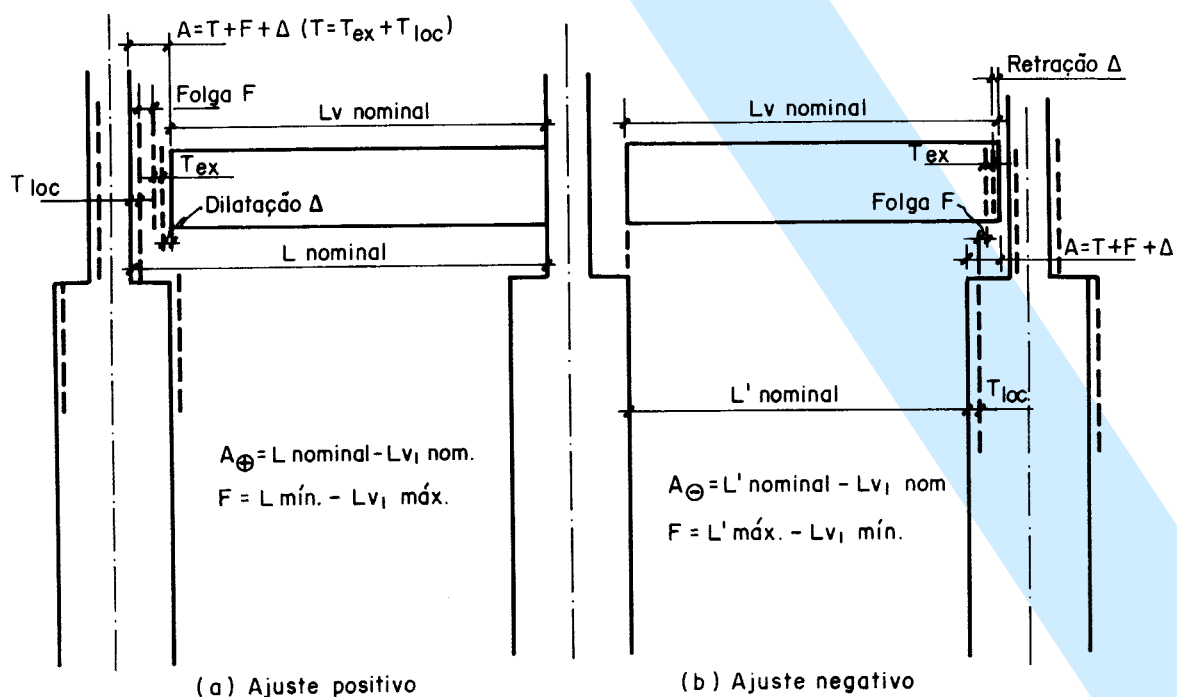 A=T+F+Δ (T=Tex+Tloc)
Folga F
Lv nominal
Tex
Tloc
Dilatação Δ
L nominal
A⊕=L nominal-Lv₁ nom.
F = L mín. - Lv₁ máx.
(a) Ajuste positivo
Retração Δ
Lv nominal
Tex
Folga F
A=T+F+Δ
L' nominal
Tloc
A⊖=L' nominal-Lv₁ nom
F = L' máx. - Lv₁ mín.
(b) Ajuste negativo